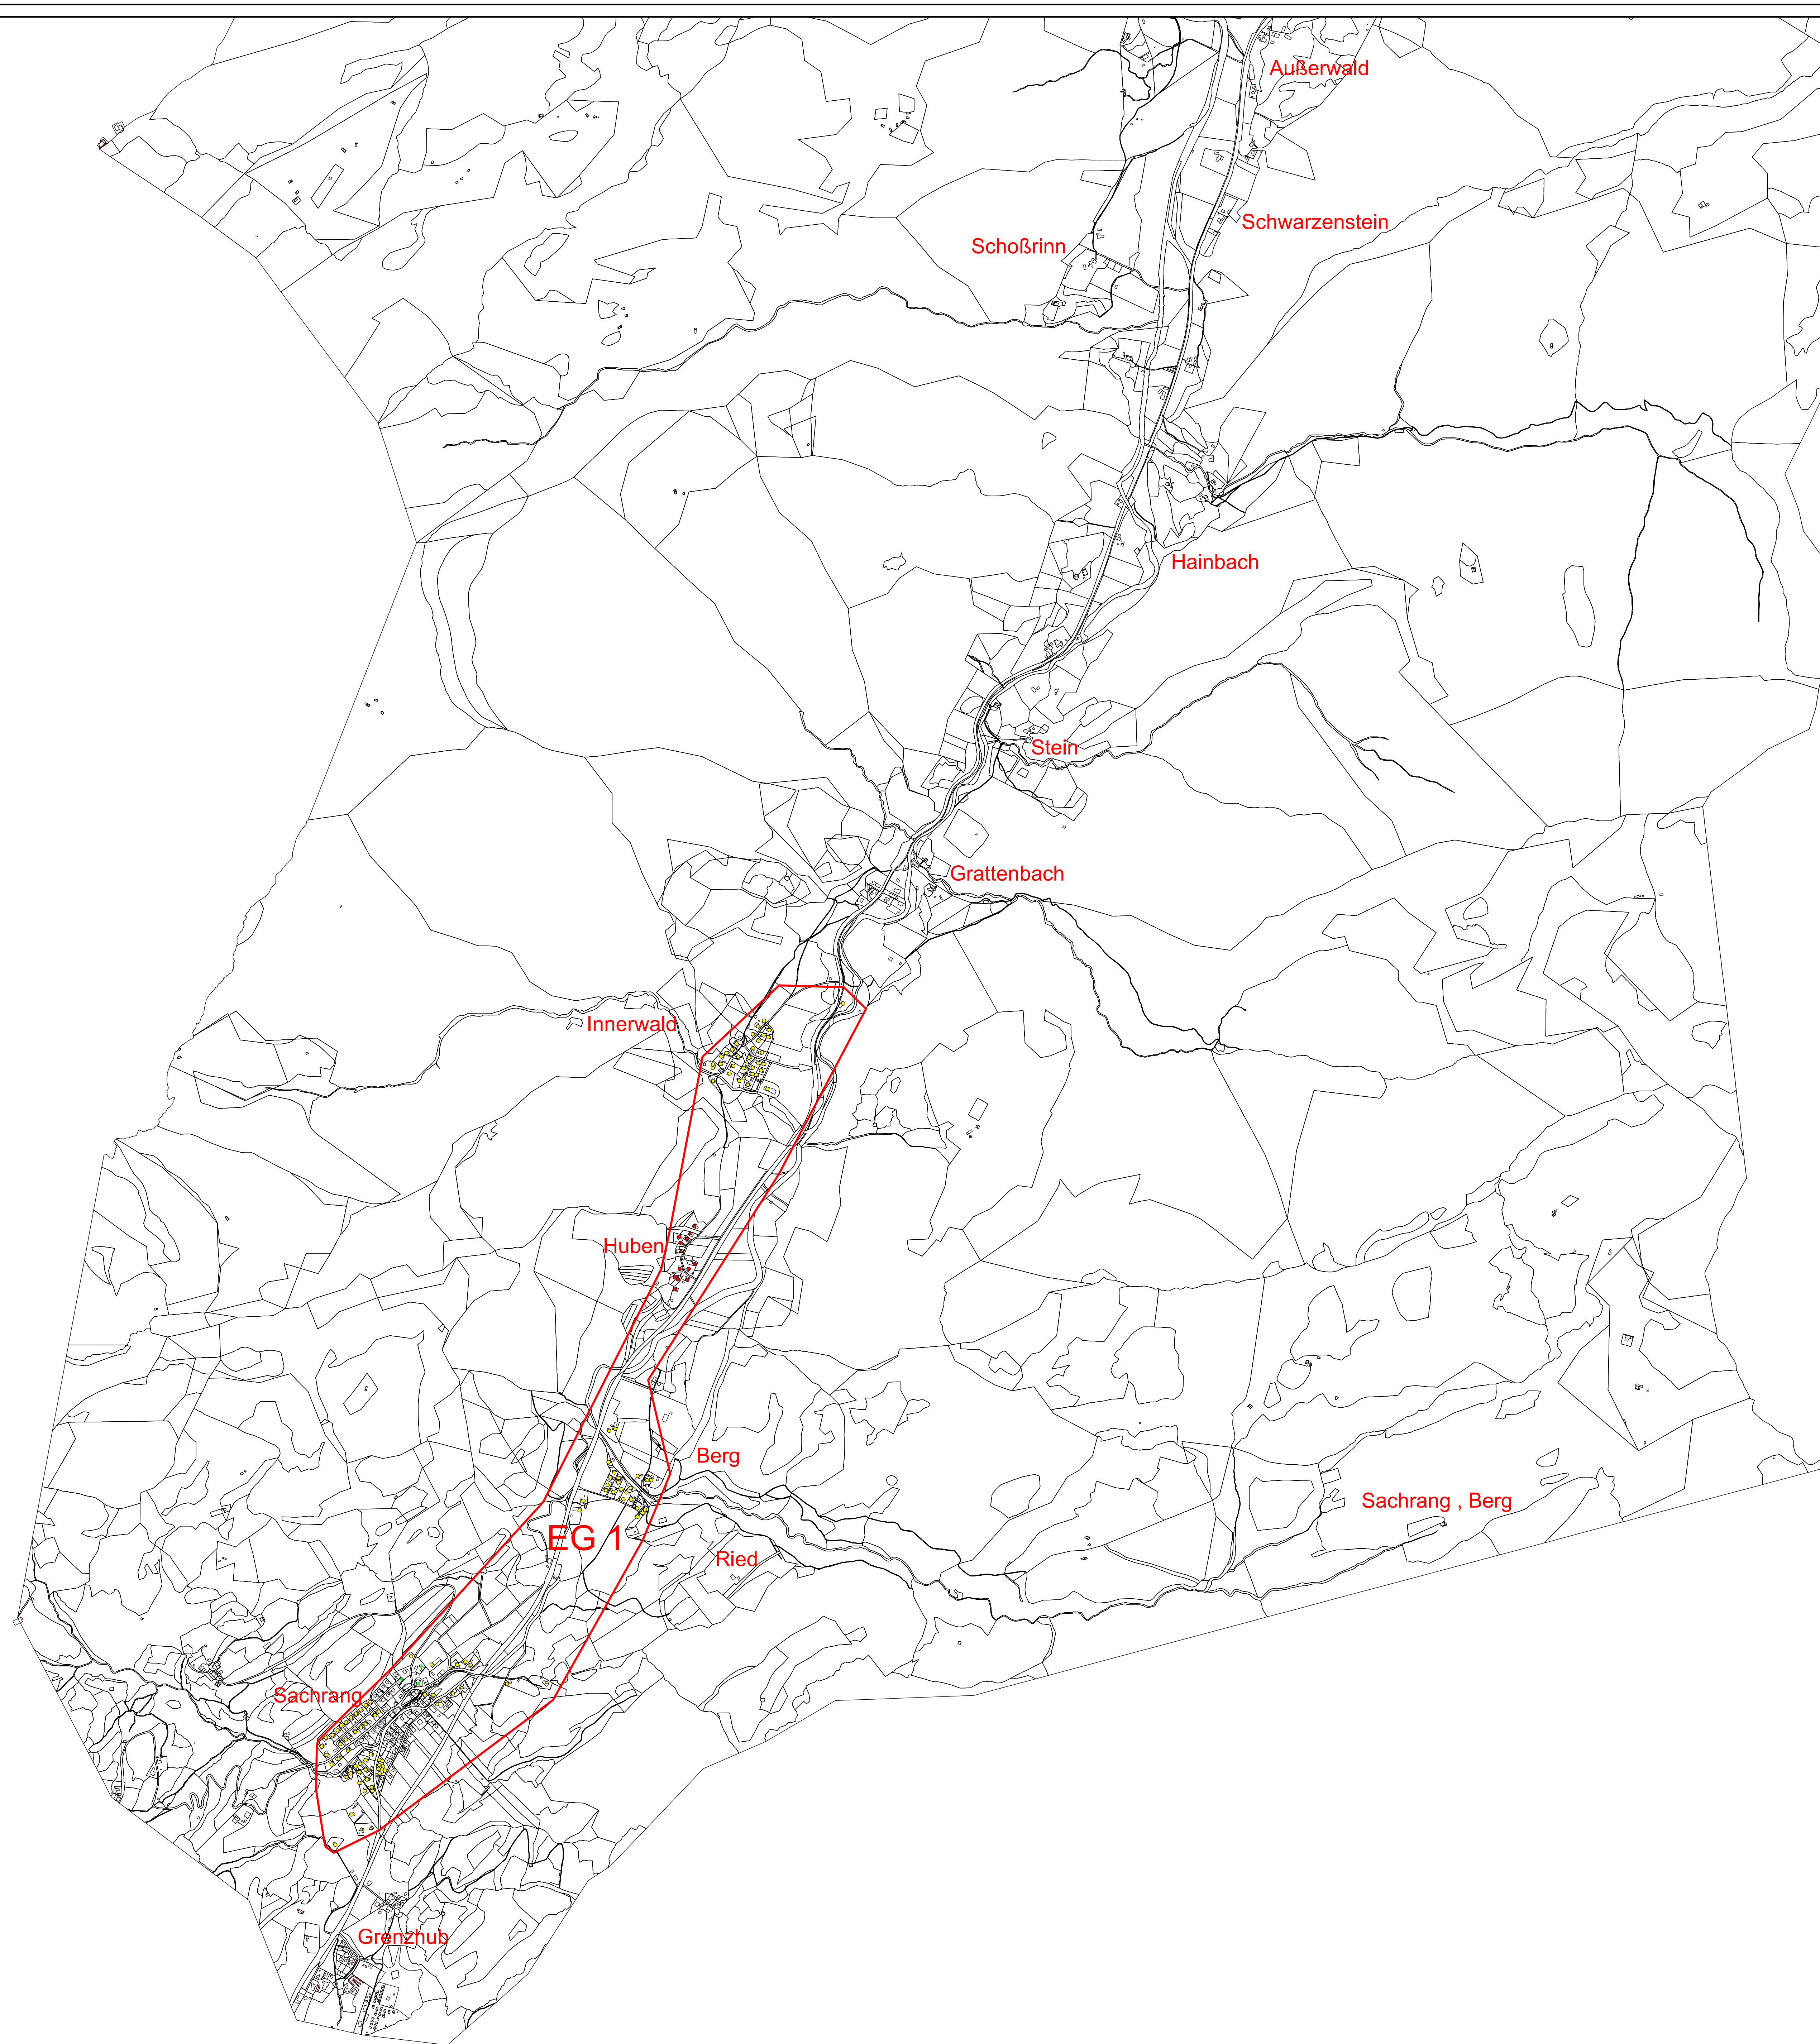 Außerwald
Schwarzenstein
Schoßrinn
Hainbach
Stein
Grattenbach
Innerwald
Huben
Berg
Sachrang , Berg
EG 1
Ried
Sachrang
Grenzhub